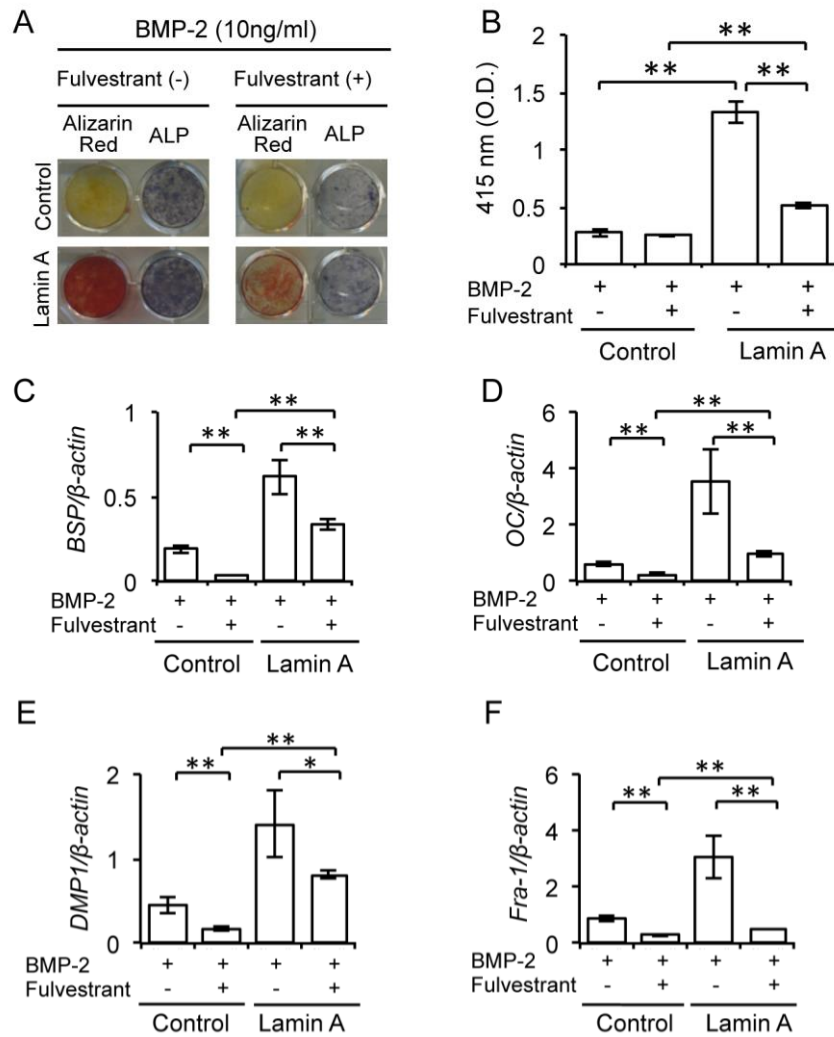 A
BMP-2 (10ng/ml)
Fulvestrant (-) Fulvestrant (+)
Alizarin Red ALP Alizarin Red ALP
Control
Lamin A
B
415 nm (O.D.)
2
1.5
1
0.5
0
** ** **
BMP-2 + + + +
Fulvestrant - + - +
Control Lamin A
C
BSP/β-actin
1
0.5
0
** ** **
BMP-2 + + + +
Fulvestrant - + - +
Control Lamin A
D
OC/β-actin
6
4
2
0
** ** **
BMP-2 + + + +
Fulvestrant - + - +
Control Lamin A
E
DMP1/β-actin
2
1
0
** ** *
BMP-2 + + + +
Fulvestrant - + - +
Control Lamin A
F
Fra-1/β-actin
6
4
2
0
** ** **
BMP-2 + + + +
Fulvestrant - + - +
Control Lamin A